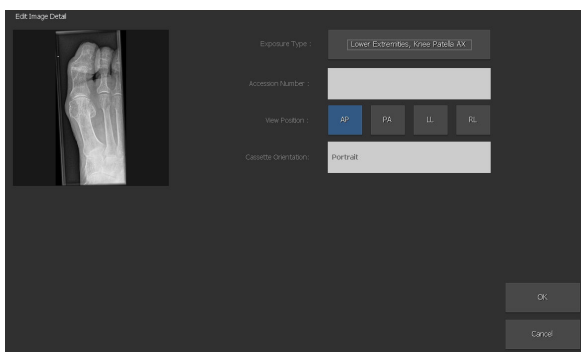 Edit Image Detail
Exposure Type :
Lower Extremities, Knee Patella AX
Accession Number :
View Position :
AP
PA
LL
RL
Cassette Orientation:
Portrait
OK
Cancel